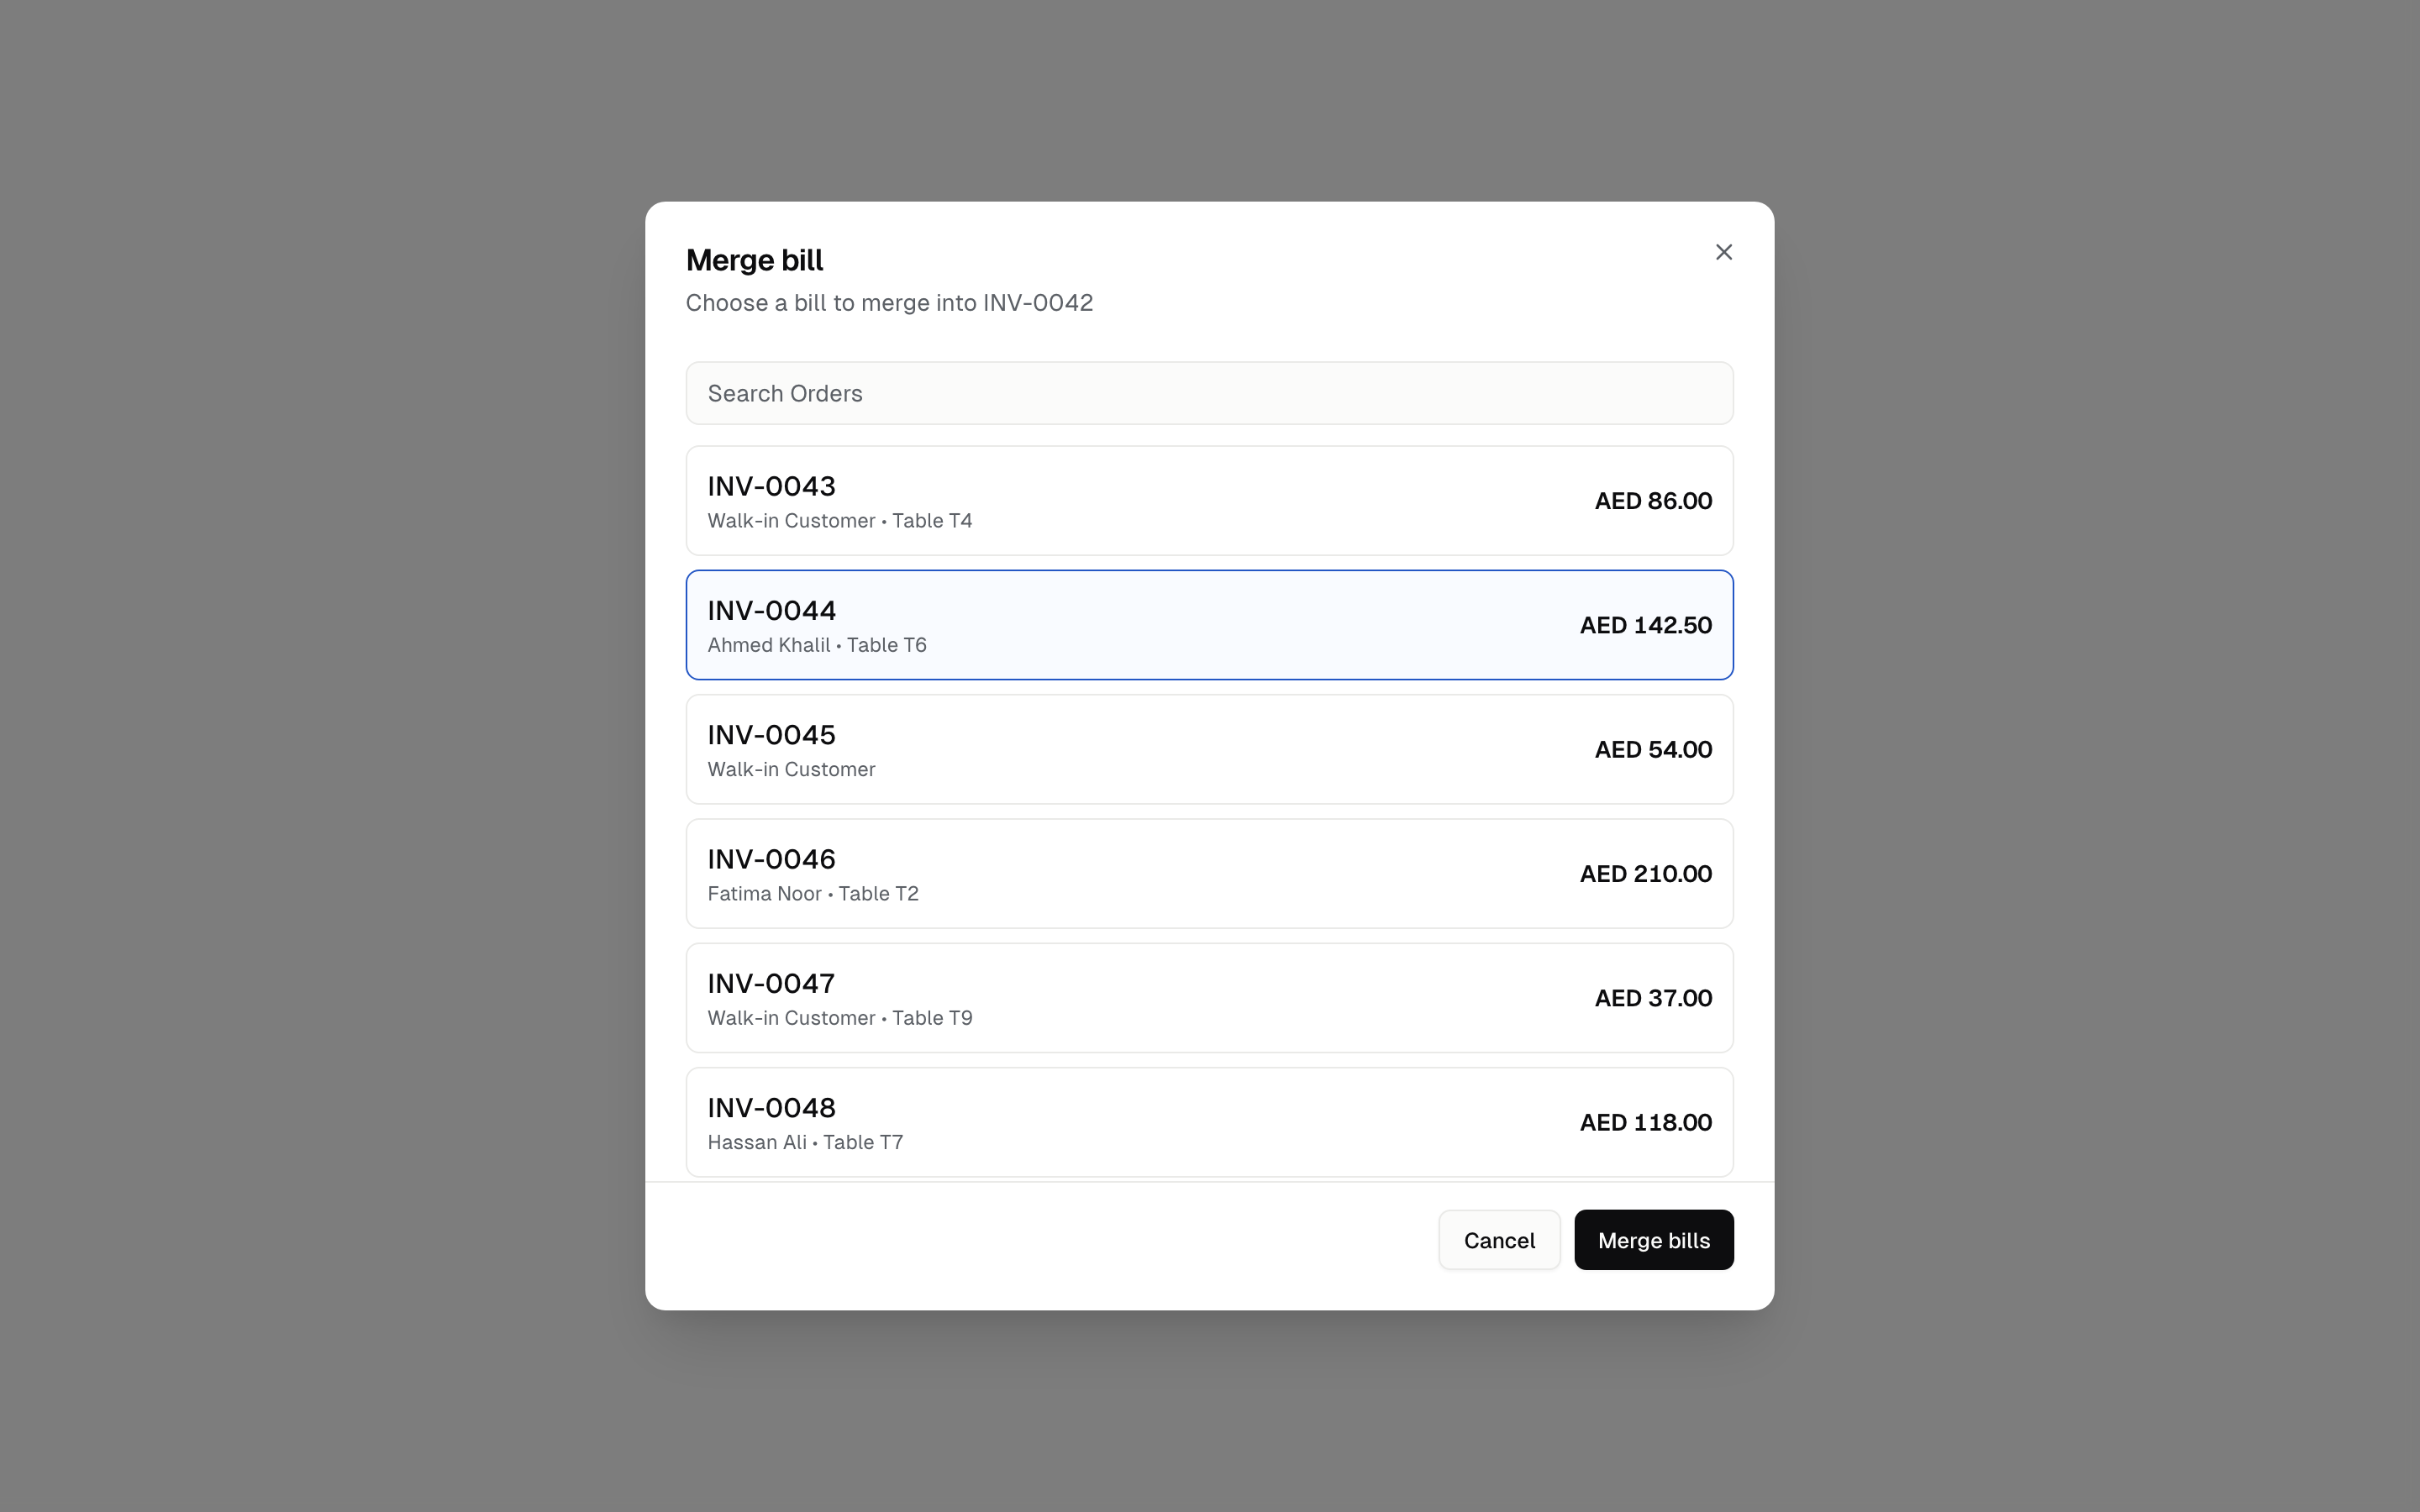 Merge bill
Choose a bill to merge into INV-0042
Search Orders
INV-0043
Walk-in Customer • Table T4
AED 86.00
INV-0044
Ahmed Khalil • Table T6
AED 142.50
INV-0045
Walk-in Customer
AED 54.00
INV-0046
Fatima Noor • Table T2
AED 210.00
INV-0047
Walk-in Customer • Table T9
AED 37.00
INV-0048
Hassan Ali • Table T7
AED 118.00
Cancel
Merge bills